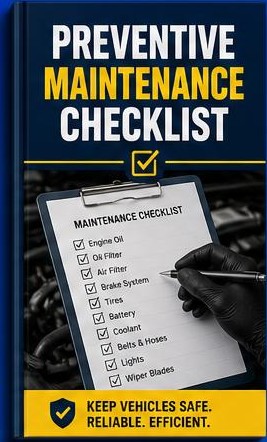 PREVENTIVE
MAINTENANCE
CHECKLIST
MAINTENANCE CHECKLIST
Engine Oil
Oil Filter
Air Filter
Brake System
Tires
Battery
Coolant
Belts & Hoses
Lights
Wiper Blades
KEEP VEHICLES SAFE.
RELIABLE. EFFICIENT.